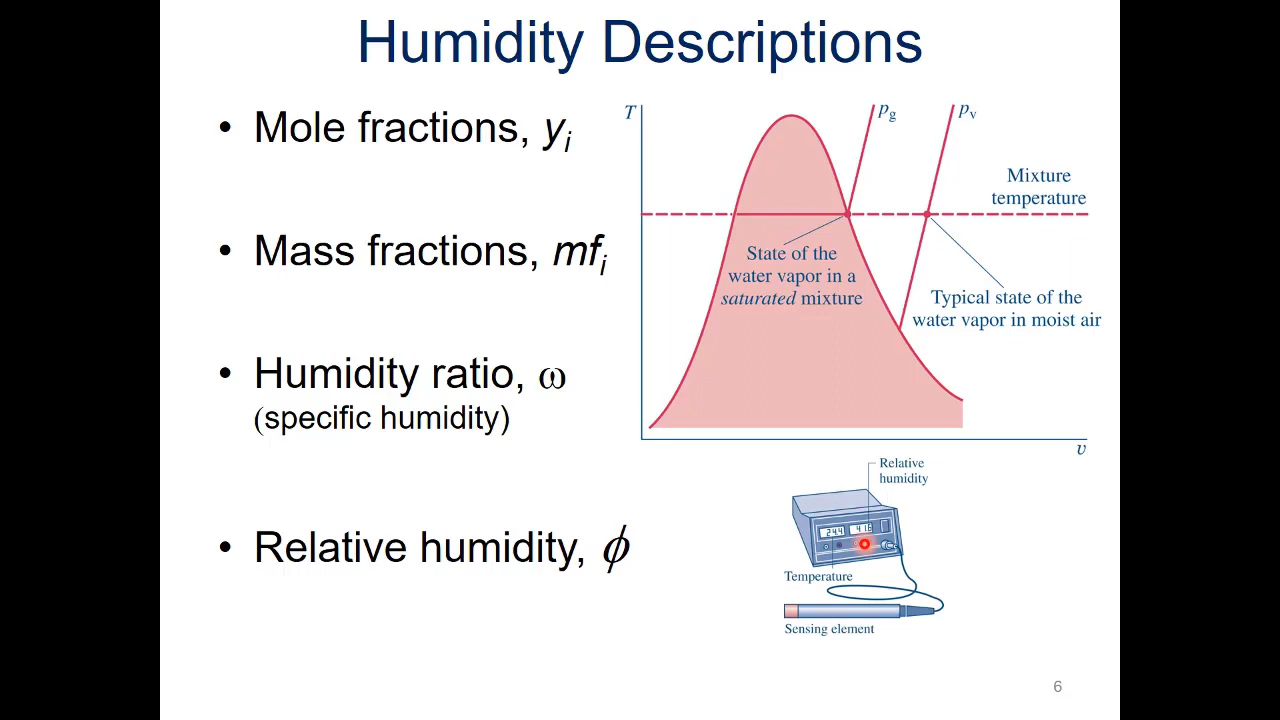 Humidity Descriptions
• Mole fractions, yi
• Mass fractions, mfi
• Humidity ratio, ω
(specific humidity)
• Relative humidity, ϕ
T
pg
pv
Mixture
temperature
State of the
water vapor in a
saturated mixture
Typical state of the
water vapor in moist air
v
Relative
humidity
24.4
Temperature
Sensing element
6